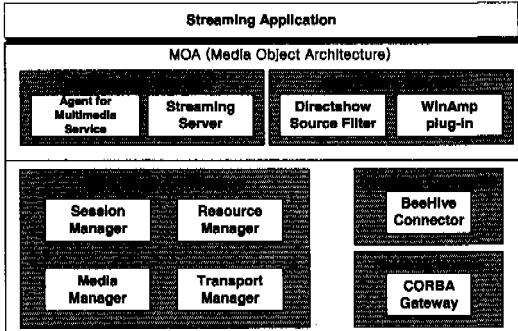 Streaming Application
MOA (Media Object Architecture)
Agent for
Multimedia
Service
Streaming
Server
Directshow
Source Filter
WinAmp
plug-in
Session
Manager
Resource
Manager
BeeHive
Connector
Media
Manager
Transport
Manager
CORBA
Gateway